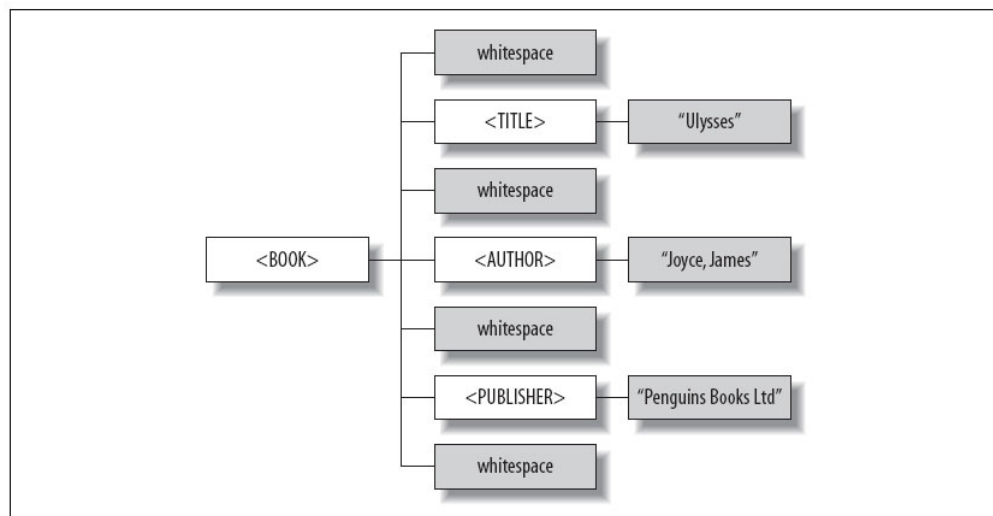 whitespace
<TITLE> “Ulysses”
whitespace
<BOOK> <AUTHOR> “Joyce, James”
whitespace
<PUBLISHER> “Penguins Books Ltd”
whitespace